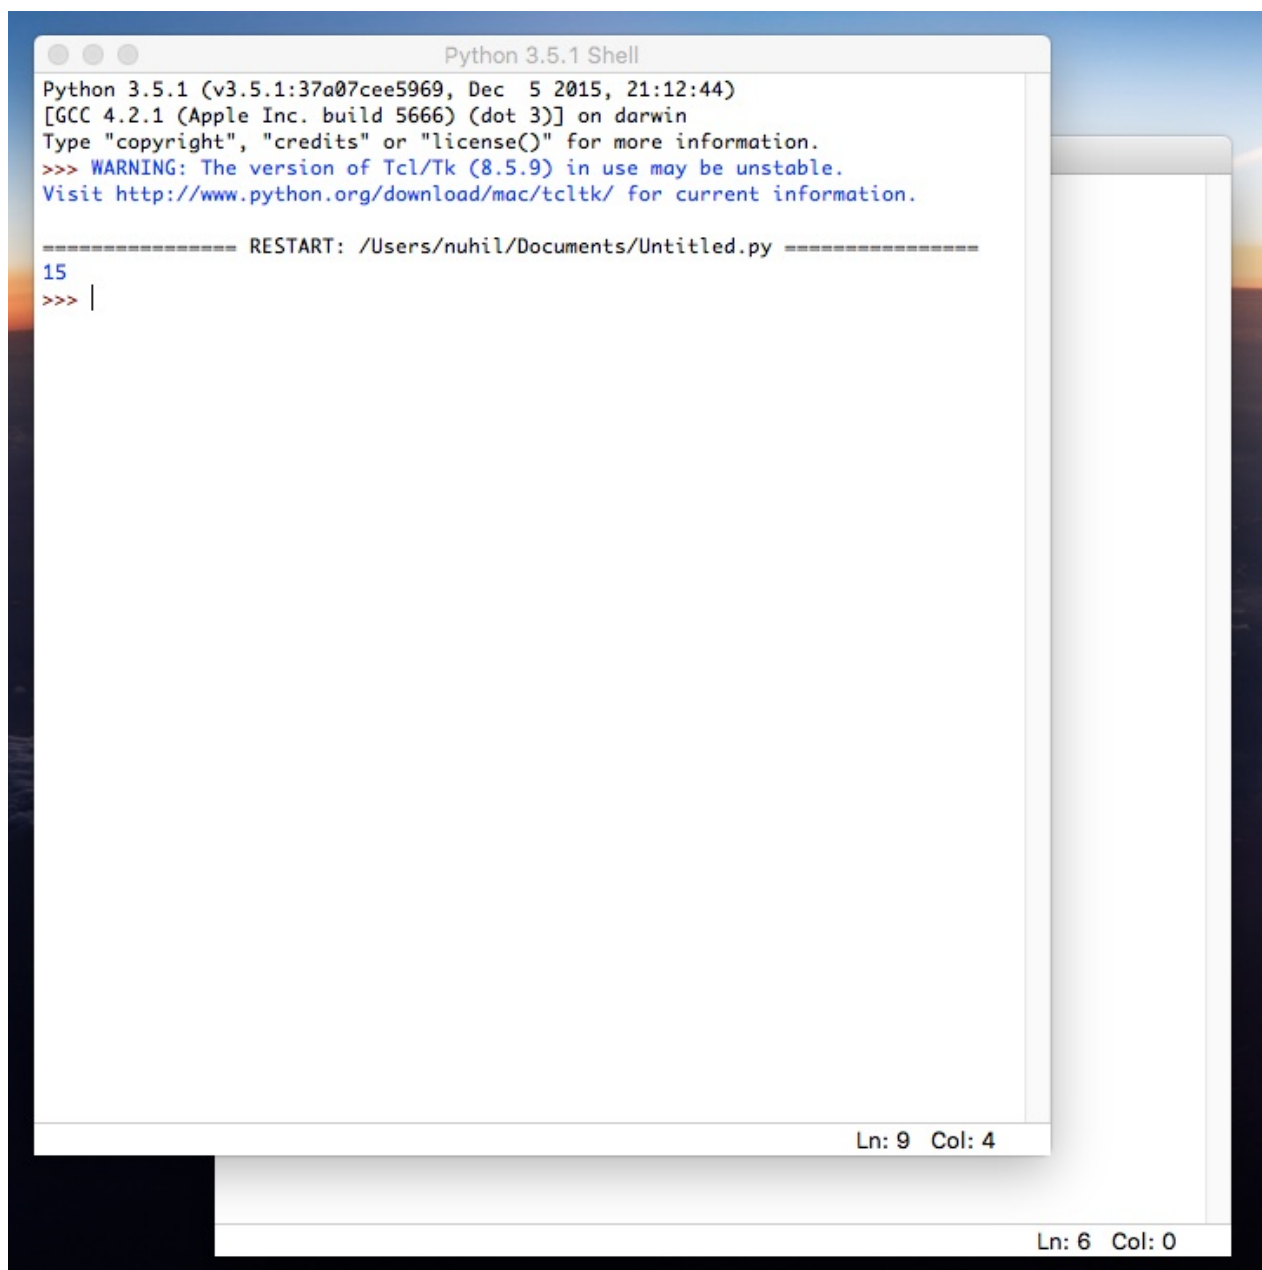 Python 3.5.1 Shell
Python 3.5.1 (v3.5.1:37a07cee5969, Dec  5 2015, 21:12:44)
[GCC 4.2.1 (Apple Inc. build 5666) (dot 3)] on darwin
Type "copyright", "credits" or "license()" for more information.
>>> WARNING: The version of Tcl/Tk (8.5.9) in use may be unstable.
Visit http://www.python.org/download/mac/tcltk/ for current information.
================ RESTART: /Users/nuhil/Documents/Untitled.py ================
15
>>>
Ln: 9 Col: 4
Ln: 6 Col: 0